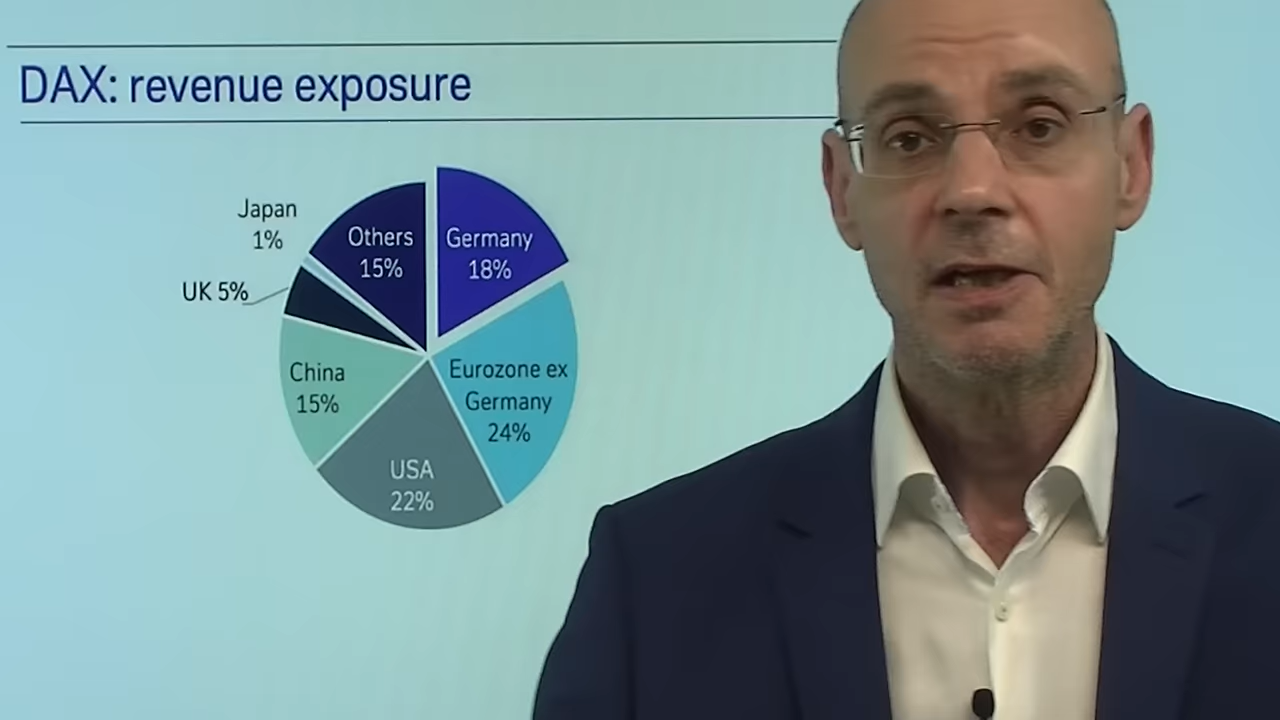 DAX: revenue exposure
Japan
1%
Others
15%
Germany
18%
UK 5%
China
15%
Eurozone ex
Germany
24%
USA
22%